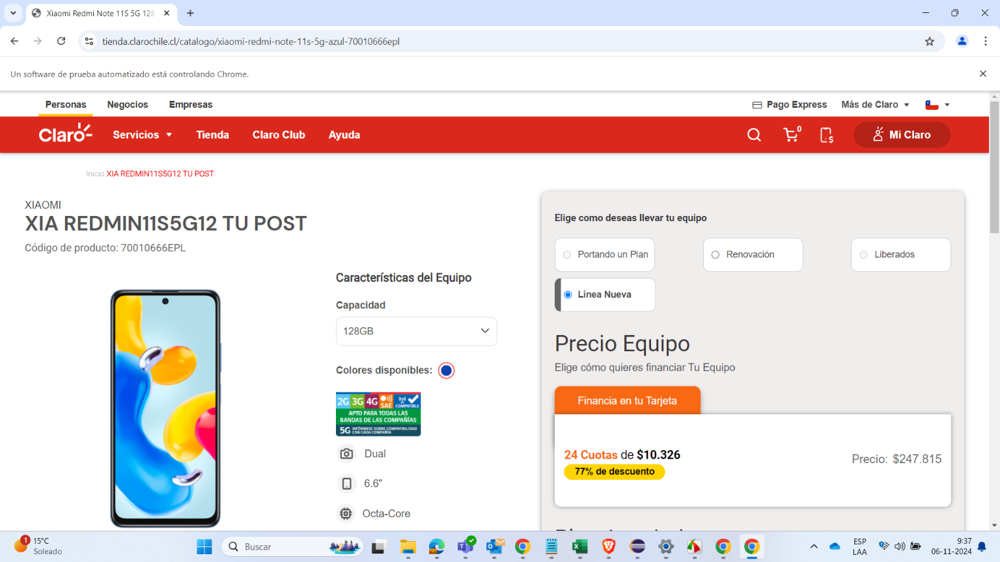 Xiaomi Redmi Note 11S 5G 128
tienda.clarochile.cl/catalogo/xiaomi-redmi-note-11s-5g-azul-70010666epl
Un software de prueba automatizado está controlando Chrome.
Personas Negocios Empresas Pago Express Más de Claro
Claro Servicios Tienda Claro Club Ayuda 0 $ Mi Claro
Inicio XIA REDMIN11S5G12 TU POST
XIAOMI
XIA REDMIN11S5G12 TU POST
Código de producto: 70010666EPL
Características del Equipo
Capacidad
128GB
Colores disponibles:
2G 3G 4G SAE COMPATIBLE
APTO PARA TODAS LAS
BANDAS DE LAS COMPAÑÍAS
5G INFÓRMESE SOBRE COMPATIBILIDAD
CON CADA COMPAÑÍA
Dual
6.6"
Octa-Core
Elige como deseas llevar tu equipo
Portando un Plan Renovación Liberados
Línea Nueva
Precio Equipo
Elige cómo quieres financiar Tu Equipo
Financia en tu Tarjeta
24 Cuotas de $10.326
77% de descuento
Precio: $247.815
1 15°C
Soleado
Buscar
ESP
LAA
9:37
06-11-2024